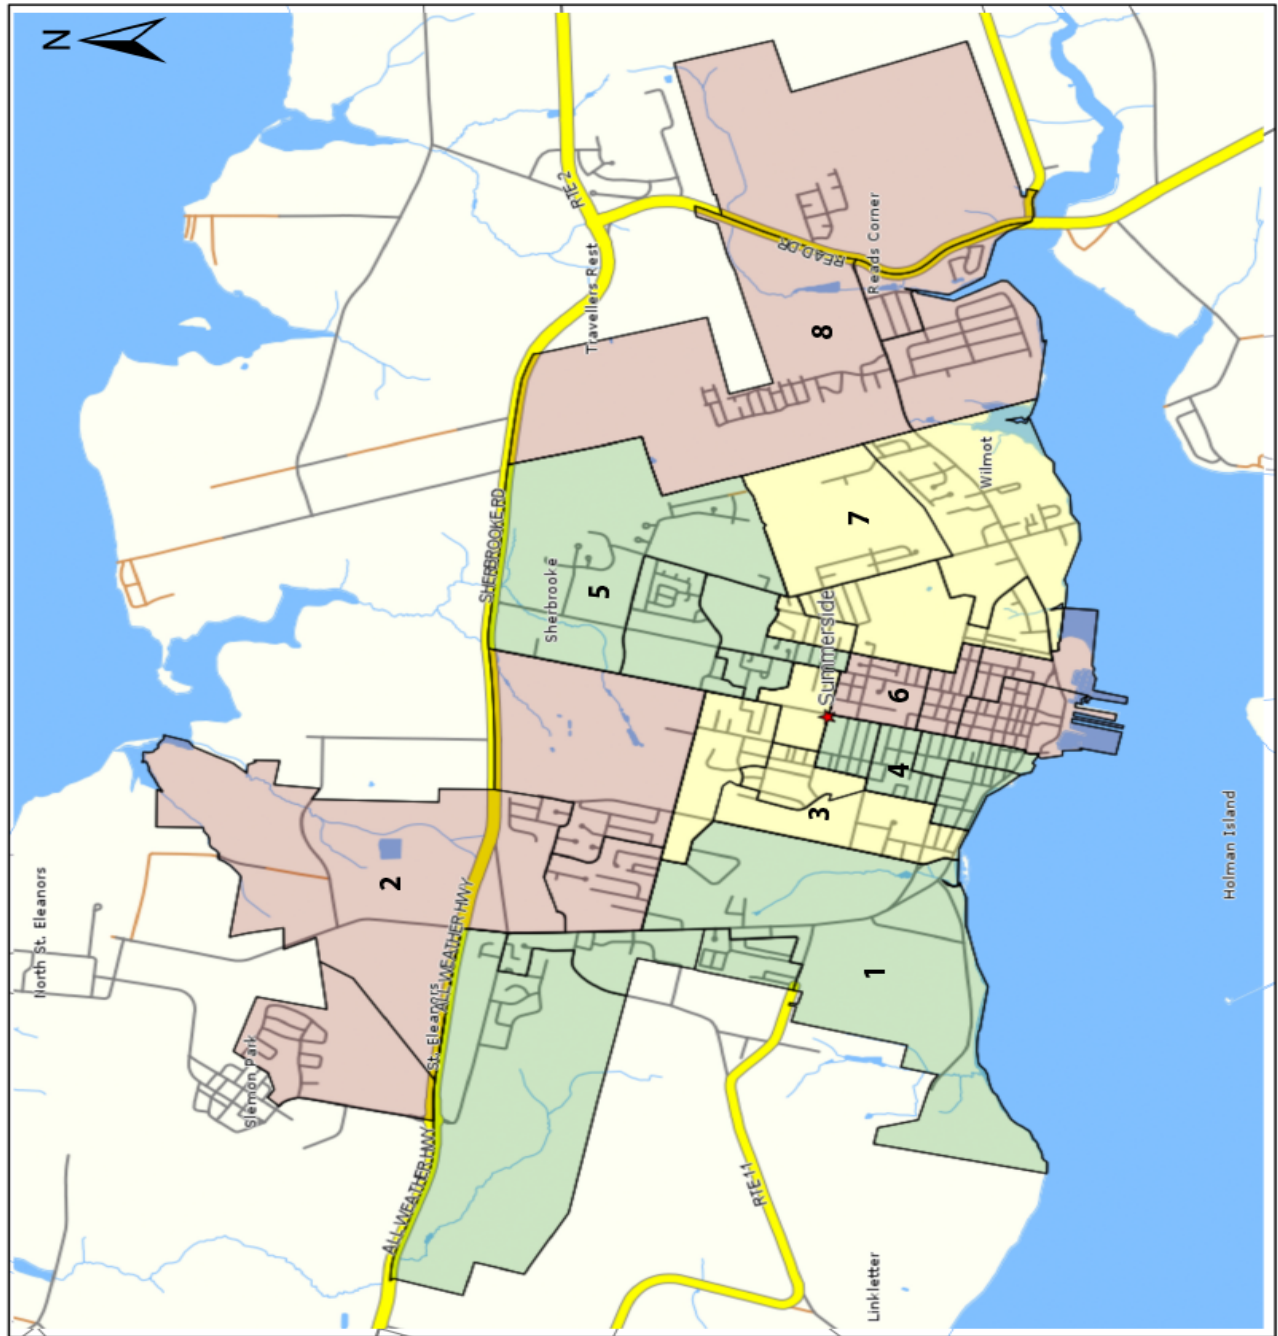 North St. Eleanors
N
Slemon Park
2
ALL WEATHER HWY
St. Eleanors
ALL WEATHER HWY
SHERBROOKE RD
Sherbrooke
RTE 2
Travellers Rest
5
RTE 11
READ DR
3
Summerside
8
7
Linkletter
1
Reads Corner
4
6
Wilmot
Holman Island